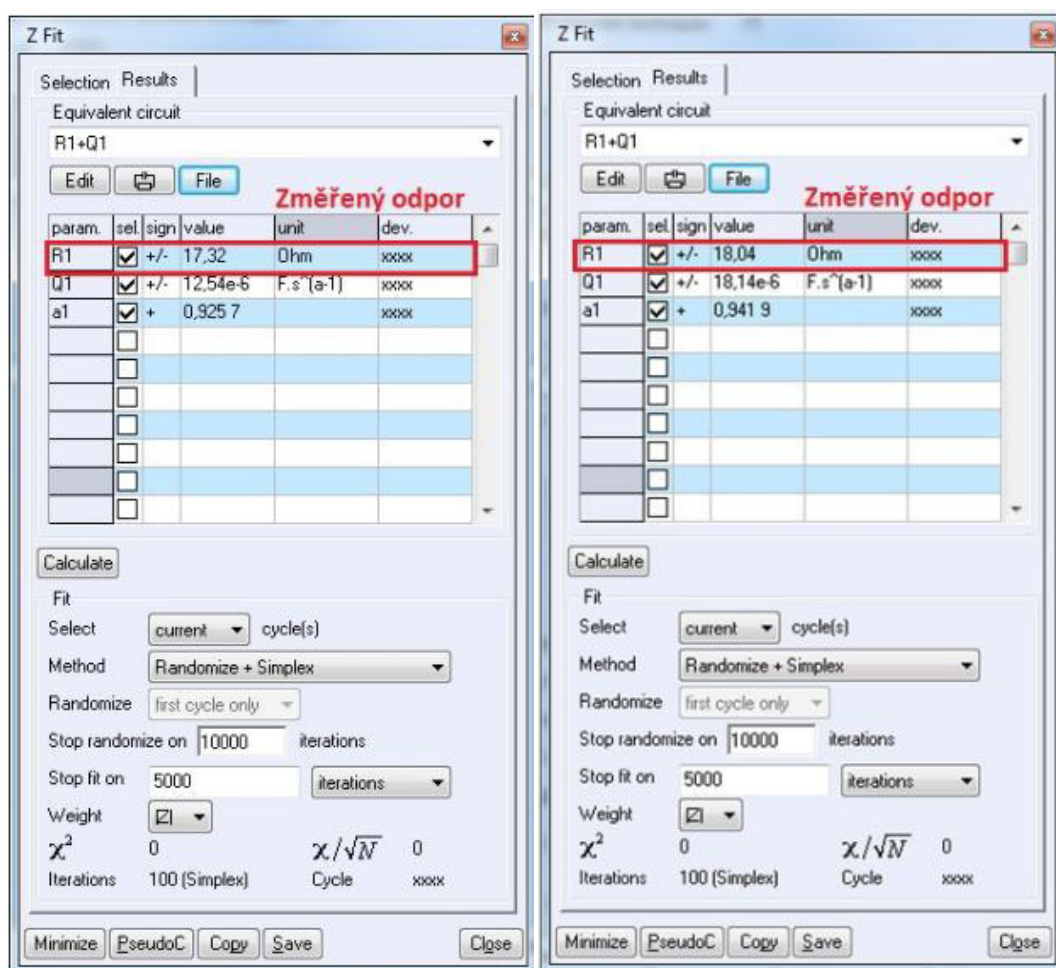 Z Fit
Selection Results
Equivalent circuit
R1+Q1
Edit File
Změřený odpor
param. sel. sign value unit dev.
R1 +/- 17,32 Ohm xxxx
Q1 +/- 12,54e-6 F.s^(a-1) xxxx
a1 + 0,925 7 xxxx
Calculate
Fit
Select current cycle(s)
Method Randomize + Simplex
Randomize first cycle only
Stop randomize on 10000 iterations
Stop fit on 5000 iterations
Weight |Z|
χ² 0 χ/√N 0
Iterations 100 (Simplex) Cycle xxxx
Minimize PseudoC Copy Save Close
Z Fit
Selection Results
Equivalent circuit
R1+Q1
Edit File
Změřený odpor
param. sel. sign value unit dev.
R1 +/- 18,04 Ohm xxxx
Q1 +/- 18,14e-6 F.s^(a-1) xxxx
a1 + 0,941 9 xxxx
Calculate
Fit
Select current cycle(s)
Method Randomize + Simplex
Randomize first cycle only
Stop randomize on 10000 iterations
Stop fit on 5000 iterations
Weight |Z|
χ² 0 χ/√N 0
Iterations 100 (Simplex) Cycle xxxx
Minimize PseudoC Copy Save Close